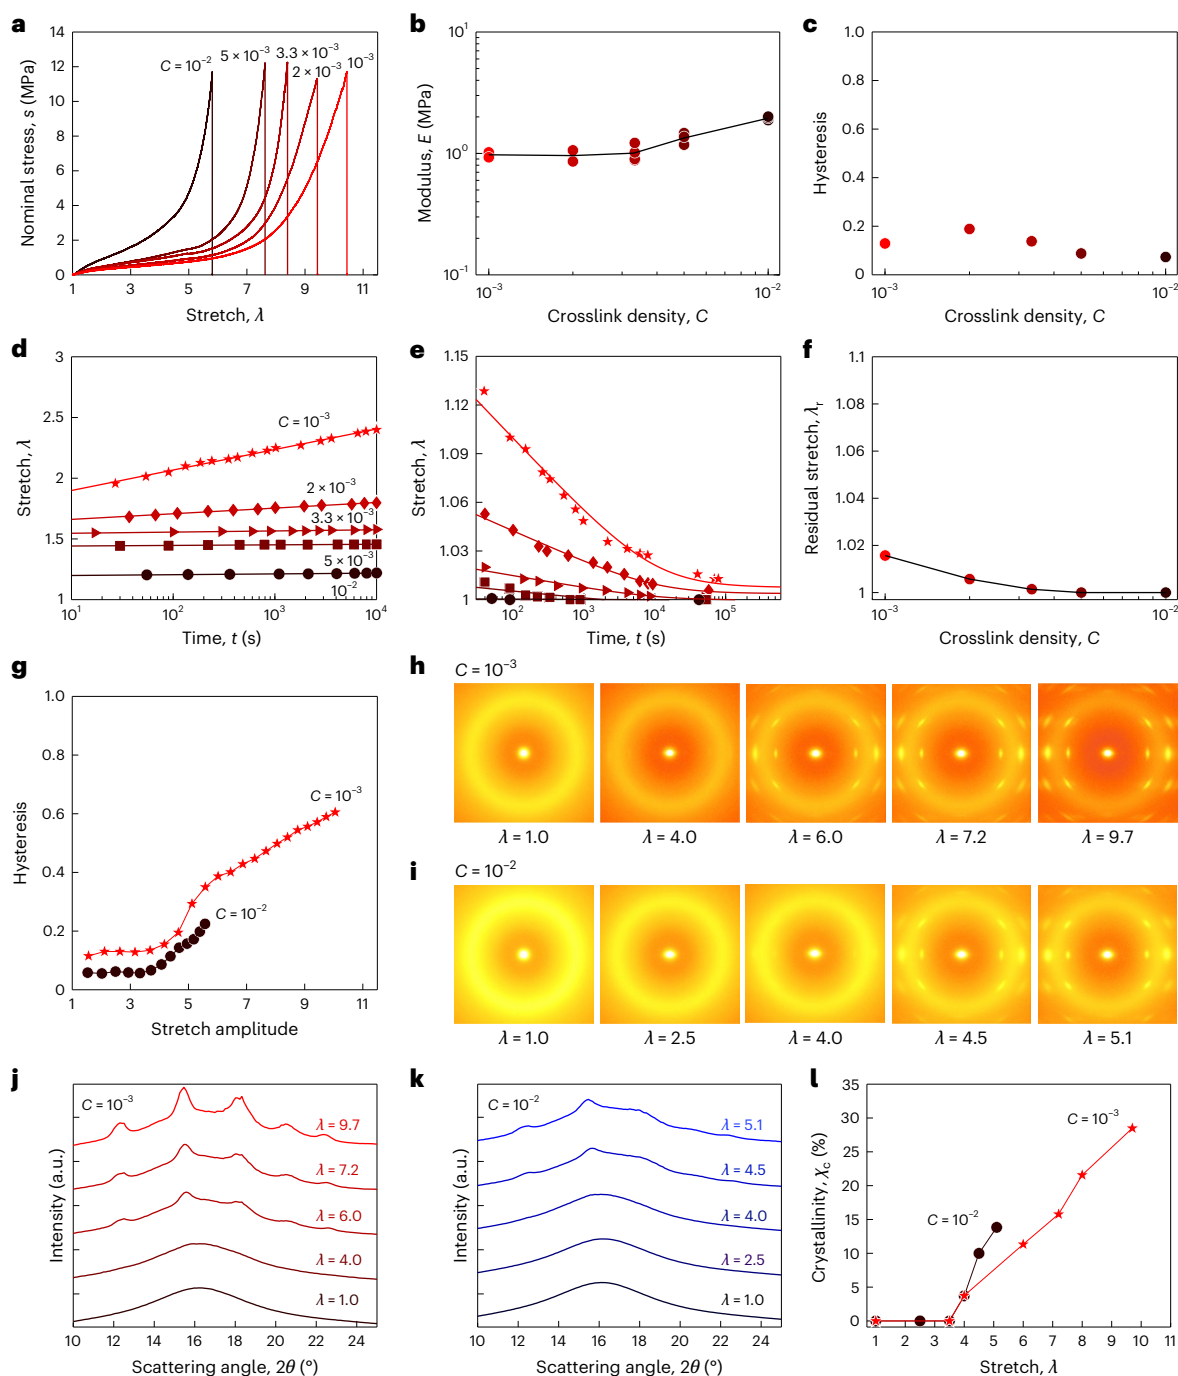 a
Nominal stress, s (MPa)
14
12
10
8
6
4
2
0
C = 10⁻²
5 × 10⁻³
3.3 × 10⁻³
2 × 10⁻³
10⁻³
1 3 5 7 9 11
Stretch, λ
b
Modulus, E (MPa)
10¹
10⁰
10⁻¹
10⁻³ 10⁻²
Crosslink density, C
c
Hysteresis
1.0
0.8
0.6
0.4
0.2
0
10⁻³ 10⁻²
Crosslink density, C
d
Stretch, λ
3
2.5
2
1.5
1
C = 10⁻³
2 × 10⁻³
3.3 × 10⁻³
5 × 10⁻³
10⁻²
10 10² 10³ 10⁴
Time, t (s)
e
Stretch, λ
1.15
1.12
1.09
1.06
1.03
1
10² 10³ 10⁴ 10⁵
Time, t (s)
f
Residual stretch, λr
1.1
1.08
1.06
1.04
1.02
1
10⁻³ 10⁻²
Crosslink density, C
g
Hysteresis
1.0
0.8
0.6
0.4
0.2
0
C = 10⁻³
C = 10⁻²
1 3 5 7 9 11
Stretch amplitude
h
C = 10⁻³
λ = 1.0 λ = 4.0 λ = 6.0 λ = 7.2 λ = 9.7
i
C = 10⁻²
λ = 1.0 λ = 2.5 λ = 4.0 λ = 4.5 λ = 5.1
j
Intensity (a.u.)
C = 10⁻³
λ = 9.7
λ = 7.2
λ = 6.0
λ = 4.0
λ = 1.0
10 12 14 16 18 20 22 24
Scattering angle, 2θ (°)
k
Intensity (a.u.)
C = 10⁻²
λ = 5.1
λ = 4.5
λ = 4.0
λ = 2.5
λ = 1.0
10 12 14 16 18 20 22 24
Scattering angle, 2θ (°)
l
Crystallinity, χc (%)
35
30
25
20
15
10
5
0
C = 10⁻³
C = 10⁻²
1 2 3 4 5 6 7 8 9 10 11
Stretch, λ